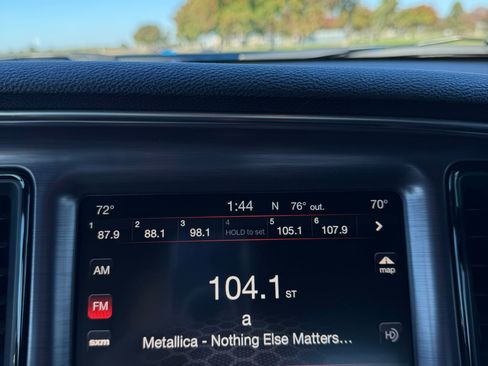 72° 1:44 N 76° out. 70°
1 87.9 2 88.1 3 98.1 4 HOLD to set 5 105.1 6 107.9
AM
map
104.1 ST
FM
a
sxm
Metallica - Nothing Else Matters...
HD